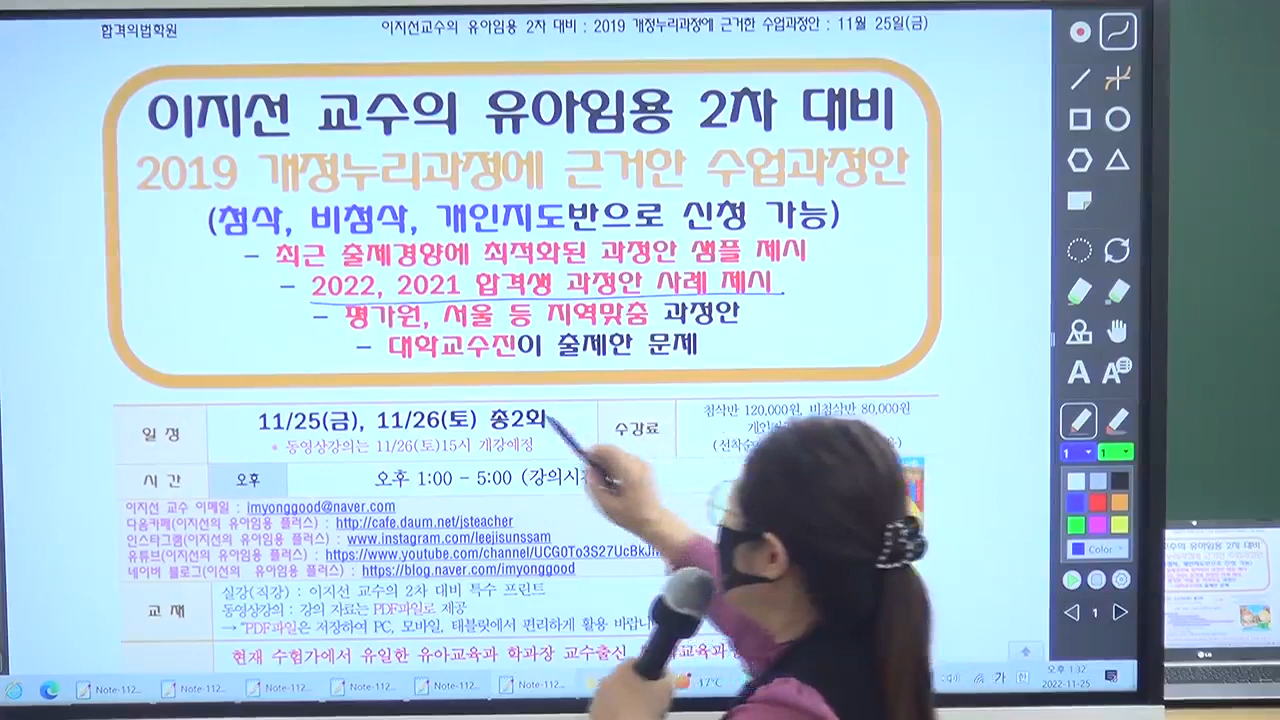 합격의법학원
이지선교수의 유아임용 2차 대비 : 2019 개정누리과정에 근거한 수업과정안 : 11월 25일(금)
이지선 교수의 유아임용 2차 대비
2019 개정누리과정에 근거한 수업과정안
(첨삭, 비첨삭, 개인지도반으로 신청 가능)
- 최근 출제경향에 최적화된 과정안 샘플 제시
- 2022, 2021 합격생 과정안 사례 제시
- 평가원, 서울 등 지역맞춤 과정안
- 대학교수진이 출제한 문제
일 정
11/25(금), 11/26(토) 총2회
* 동영상강의는 11/26(토)15시 개강예정
수강료
첨삭반 120,000원, 비첨삭반 80,000원
시 간
오후
오후 1:00 - 5:00
이지선 교수 이메일 : imyonggood@naver.com
다음카페(이지선의 유아임용 플러스) : http://cafe.daum.net/jsteacher
인스타그램(이지선의 유아임용 플러스) : www.instagram.com/leejisunssam
유튜브(이지선의 유아임용 플러스) : https://www.youtube.com/channel/UCG0To3S27UcBkJ
네이버 블로그(이선의 유아임용 플러스) : https://blog.naver.com/imyonggood
교 재
실강(직강) : 이지선 교수의 2차 대비 프린트
동영상강의 : 강의 자료는 PDF파일로 제공
→ *PDF파일은 저장하여 PC, 모바일, 태블릿에서 편리하게 활용
현재 수험가에서 유일한 유아교육과 학과장 교수출신
A A
1 1
Color
1
Note-112...
Note-112...
Note-112...
Note-112...
Note-112...
Note-112...
17°C
가
오후 1:32
2022-11-25
LG